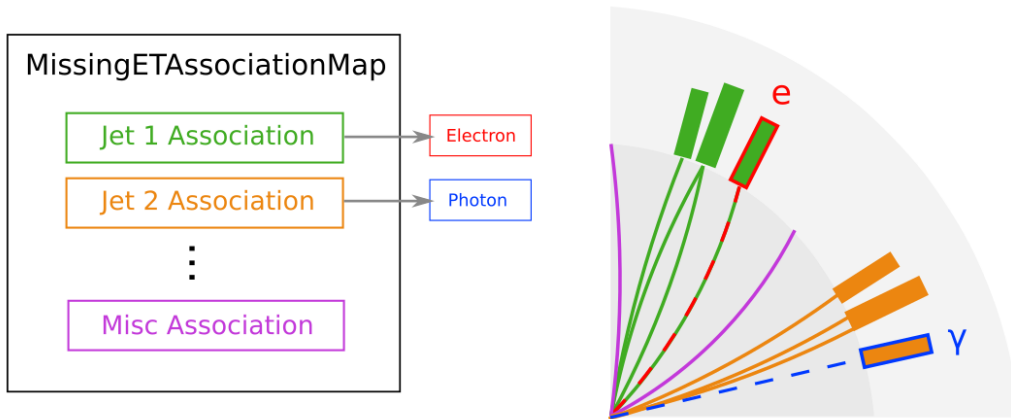 MissingETAssociationMap
Jet 1 Association
Electron
Jet 2 Association
Photon
⋮
Misc Association
e
γ